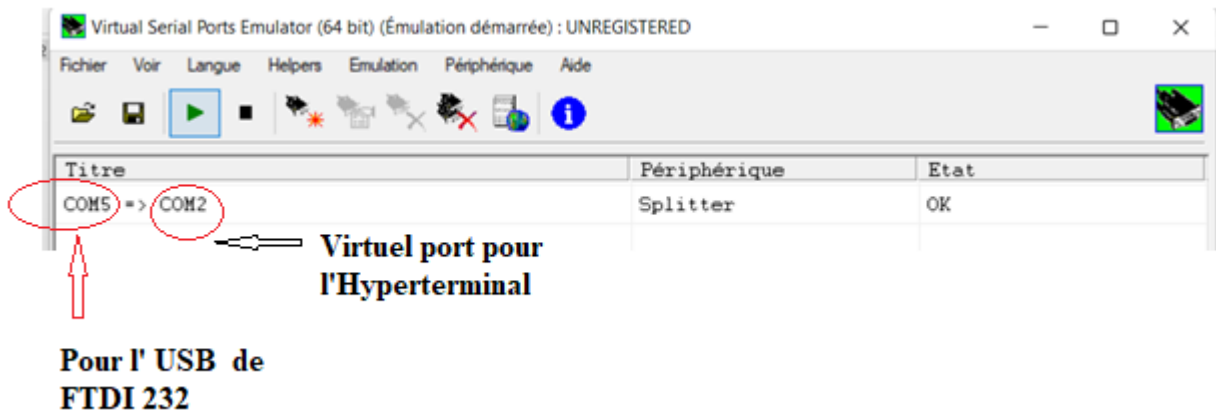 Virtual Serial Ports Emulator (64 bit) (Émulation démarrée) : UNREGISTERED
Fichier Voir Langue Helpers Emulation Périphérique Aide
Titre Périphérique Etat
COM5 => COM2 Splitter OK
Virtuel port pour
l'Hyperterminal
Pour l' USB de
FTDI 232